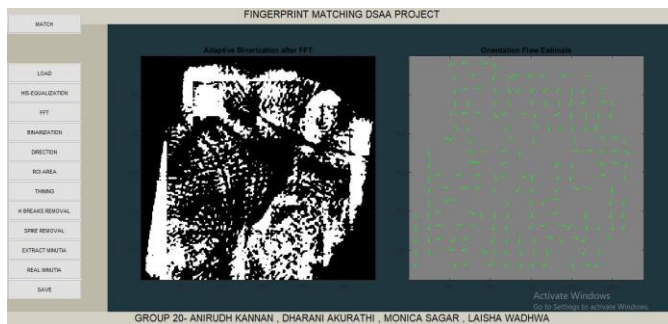 FINGERPRINT MATCHING DSAA PROJECT
MATCH
LOAD
HIS-EQUALIZATION
FFT
BINARIZATION
DIRECTION
ROI AREA
THINING
H BREAKS REMOVAL
SPIKE REMOVAL
EXTRACT MINUTIA
REAL MINUTIA
SAVE
Adaptive Binarization after FFT
Orientation Flow Estimate
Activate Windows
Go to Settings to activate Windows.
GROUP 20- ANIRUDH KANNAN , DHARANI AKURATHI , MONICA SAGAR , LAISHA WADHWA